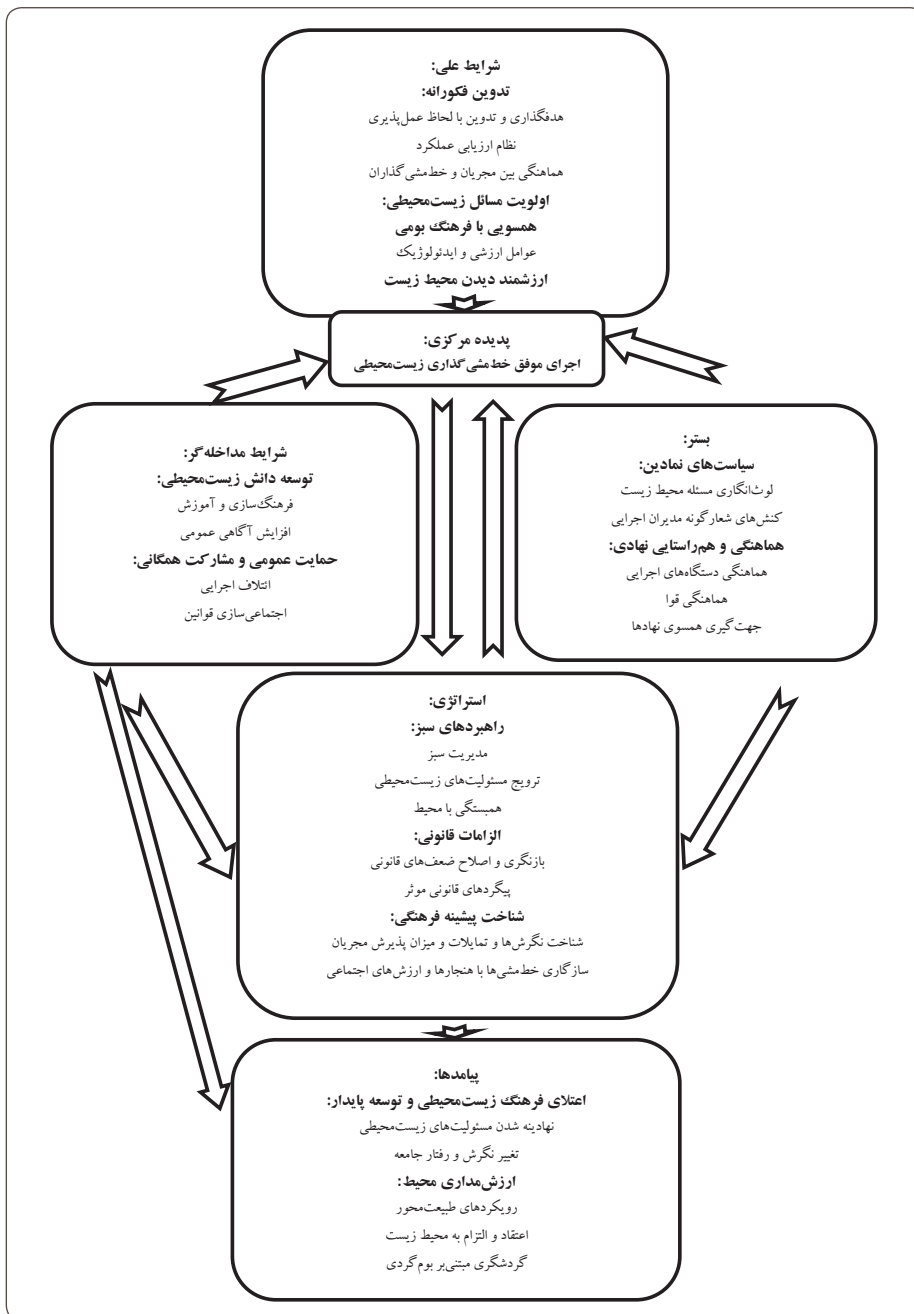 شرایط علی:
تدوین فکورانه:
هدفگذاری و تدوین با لحاظ عمل‌پذیری
نظام ارزیابی عملکرد
هماهنگی بین مجریان و خط‌مشی‌گذاران
اولویت مسائل زیست‌محیطی:
همسویی با فرهنگ بومی
عوامل ارزشی و ایدئولوژیک
ارزشمند دیدن محیط زیست
پدیده مرکزی:
اجرای موفق خط‌مشی‌گذاری زیست‌محیطی
بستر:
سیاست‌های نمادین:
لوث‌انگاری مسئله محیط زیست
کنش‌های شعارگونه مدیران اجرایی
هماهنگی و هم‌راستایی نهادی:
هماهنگی دستگاه‌های اجرایی
هماهنگی قوا
جهت‌گیری همسوی نهادها
شرایط مداخله‌گر:
توسعه دانش زیست‌محیطی:
فرهنگ‌سازی و آموزش
افزایش آگاهی عمومی
حمایت عمومی و مشارکت همگانی:
ائتلاف اجرایی
اجتماعی‌سازی قوانین
استراتژی:
راهبردهای سبز:
مدیریت سبز
ترویج مسئولیت‌های زیست‌محیطی
همبستگی با محیط
الزامات قانونی:
بازنگری و اصلاح ضعف‌های قانونی
پیگردهای قانونی موثر
شناخت پیشینه فرهنگی:
شناخت نگرش‌ها و تمایلات و میزان پذیرش مجریان
سازگاری خط‌مشی‌ها با هنجارها و ارزش‌های اجتماعی
پیامدها:
اعتلای فرهنگ زیست‌محیطی و توسعه پایدار:
نهادینه شدن مسئولیت‌های زیست‌محیطی
تغییر نگرش و رفتار جامعه
ارزش‌مداری محیط:
رویکردهای طبیعت‌محور
اعتقاد و التزام به محیط زیست
گردشگری مبتنی‌بر بوم‌گردی